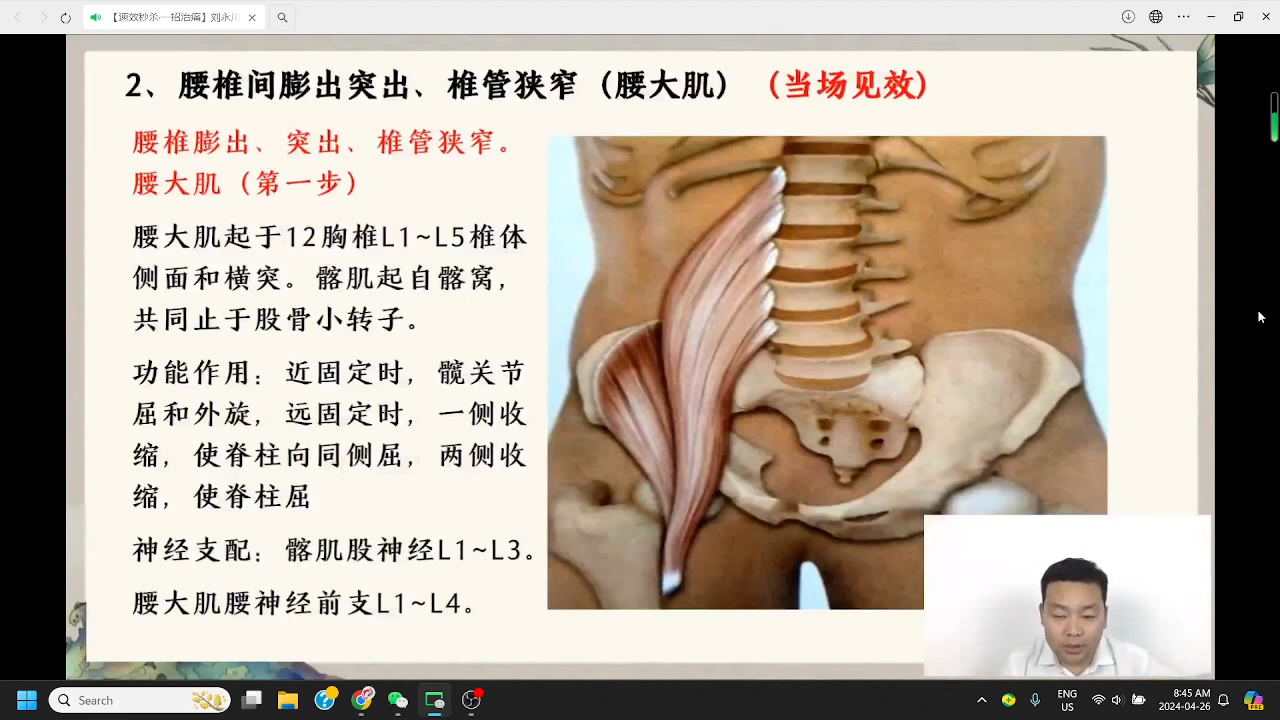 【速效秒杀·一招治痛】刘永
2、腰椎间膨出突出、椎管狭窄（腰大肌）（当场见效）
腰椎膨出、突出、椎管狭窄。
腰大肌（第一步）
腰大肌起于12胸椎L1~L5椎体
侧面和横突。髂肌起自髂窝，
共同止于股骨小转子。
功能作用：近固定时，髋关节
屈和外旋，远固定时，一侧收
缩，使脊柱向同侧屈，两侧收
缩，使脊柱屈
神经支配：髂肌股神经L1~L3。
腰大肌腰神经前支L1~L4。
Search
ENG
US
8:45 AM
2024-04-26
PRE